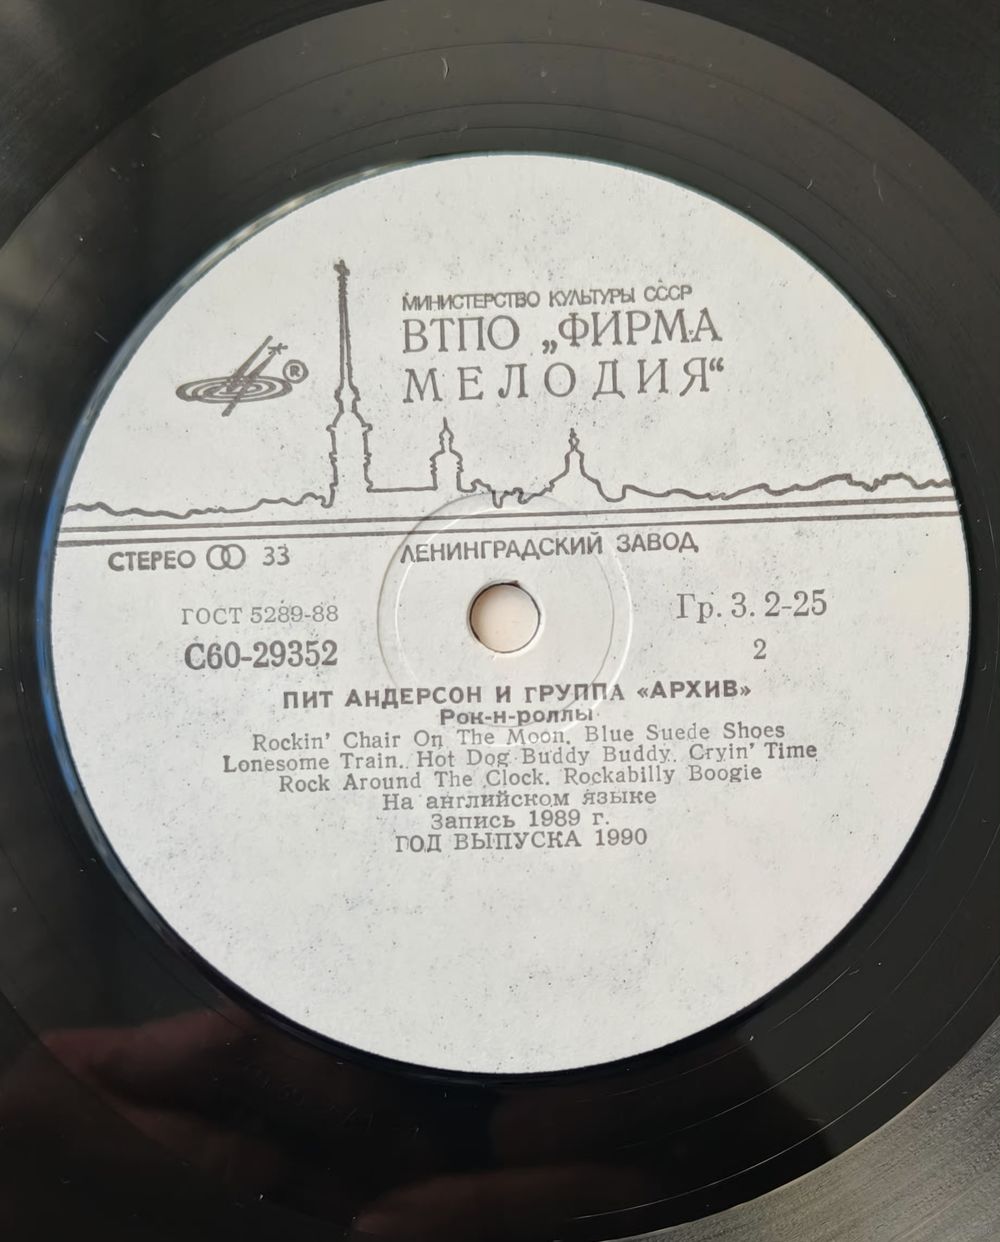 МИНИСТЕРСТВО КУЛЬТУРЫ СССР
ВТПО „ФИРМА
МЕЛОДИЯ“
®
СТЕРЕО 33
ЛЕНИНГРАДСКИЙ ЗАВОД
ГОСТ 5289-88
Гр. 3. 2-25
С60-29352
2
ПИТ АНДЕРСОН И ГРУППА «АРХИВ»
Рок-н-роллы
Rockin' Chair On The Moon. Blue Suede Shoes
Lonesome Train. Hot Dog Buddy Buddy. Cryin' Time
Rock Around The Clock. Rockabilly Boogie
На английском языке
Запись 1989 г.
ГОД ВЫПУСКА 1990